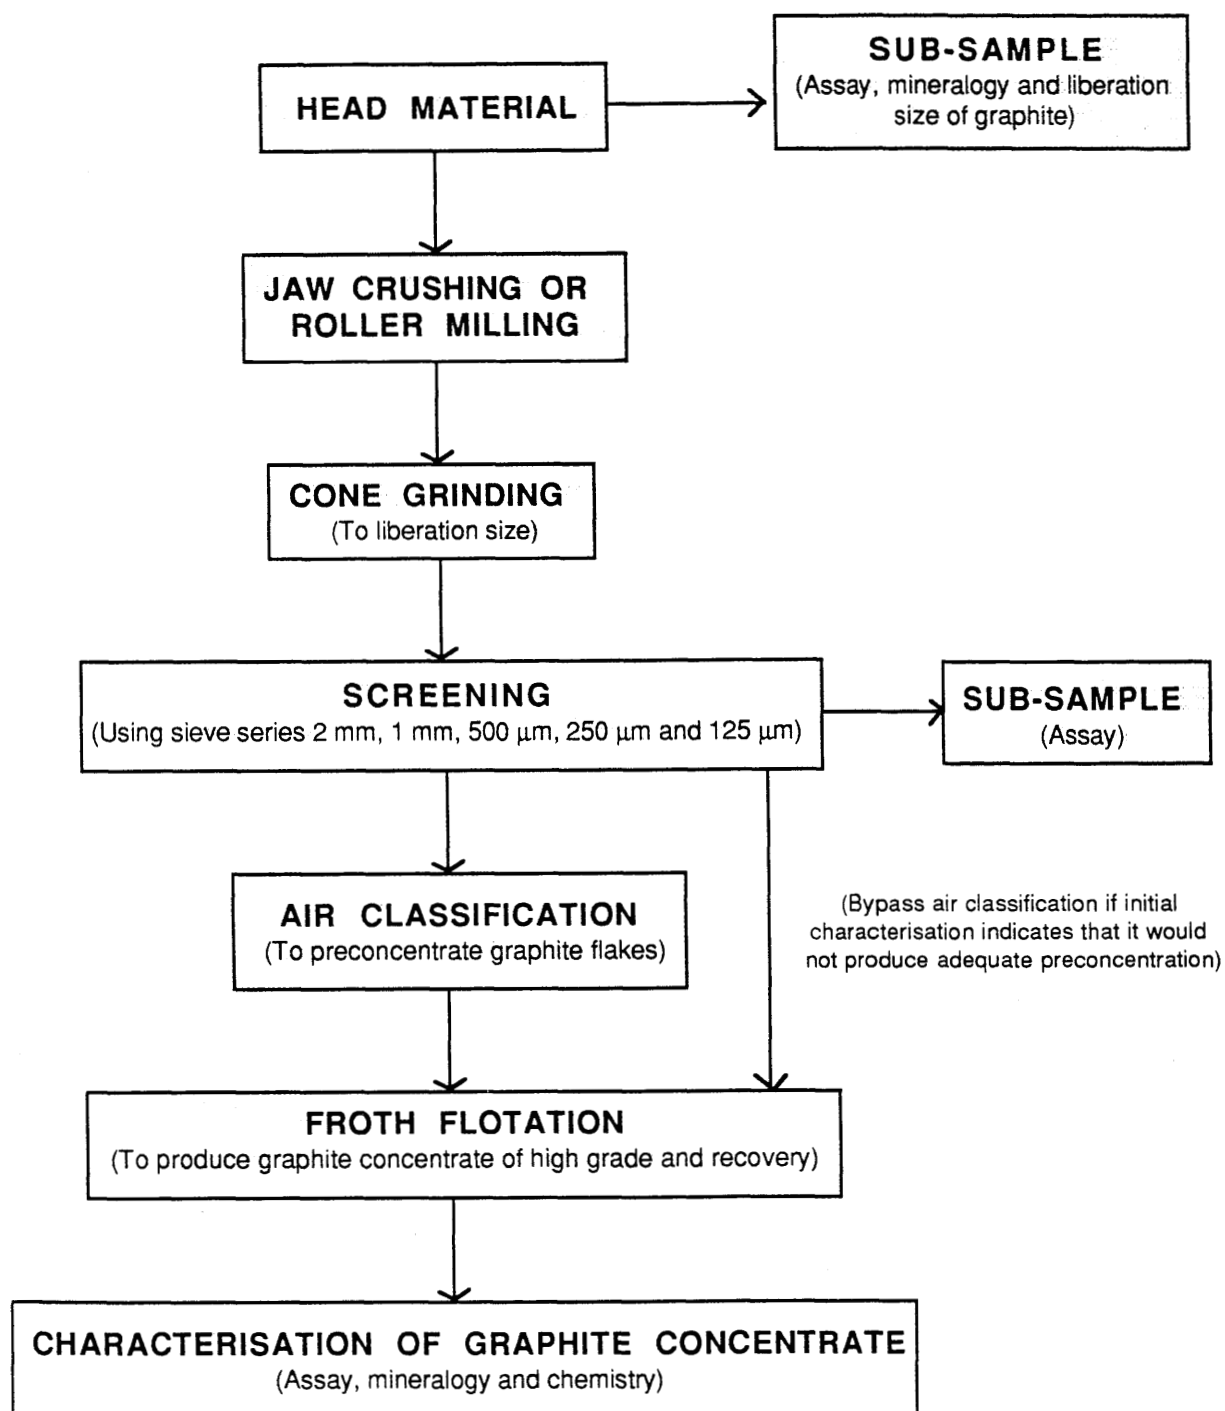 SUB-SAMPLE
(Assay, mineralogy and liberation
size of graphite)
HEAD MATERIAL
JAW CRUSHING OR
ROLLER MILLING
CONE GRINDING
(To liberation size)
SCREENING
(Using sieve series 2 mm, 1 mm, 500 µm, 250 µm and 125 µm)
SUB-SAMPLE
(Assay)
AIR CLASSIFICATION
(To preconcentrate graphite flakes)
(Bypass air classification if initial
characterisation indicates that it would
not produce adequate preconcentration)
FROTH FLOTATION
(To produce graphite concentrate of high grade and recovery)
CHARACTERISATION OF GRAPHITE CONCENTRATE
(Assay, mineralogy and chemistry)